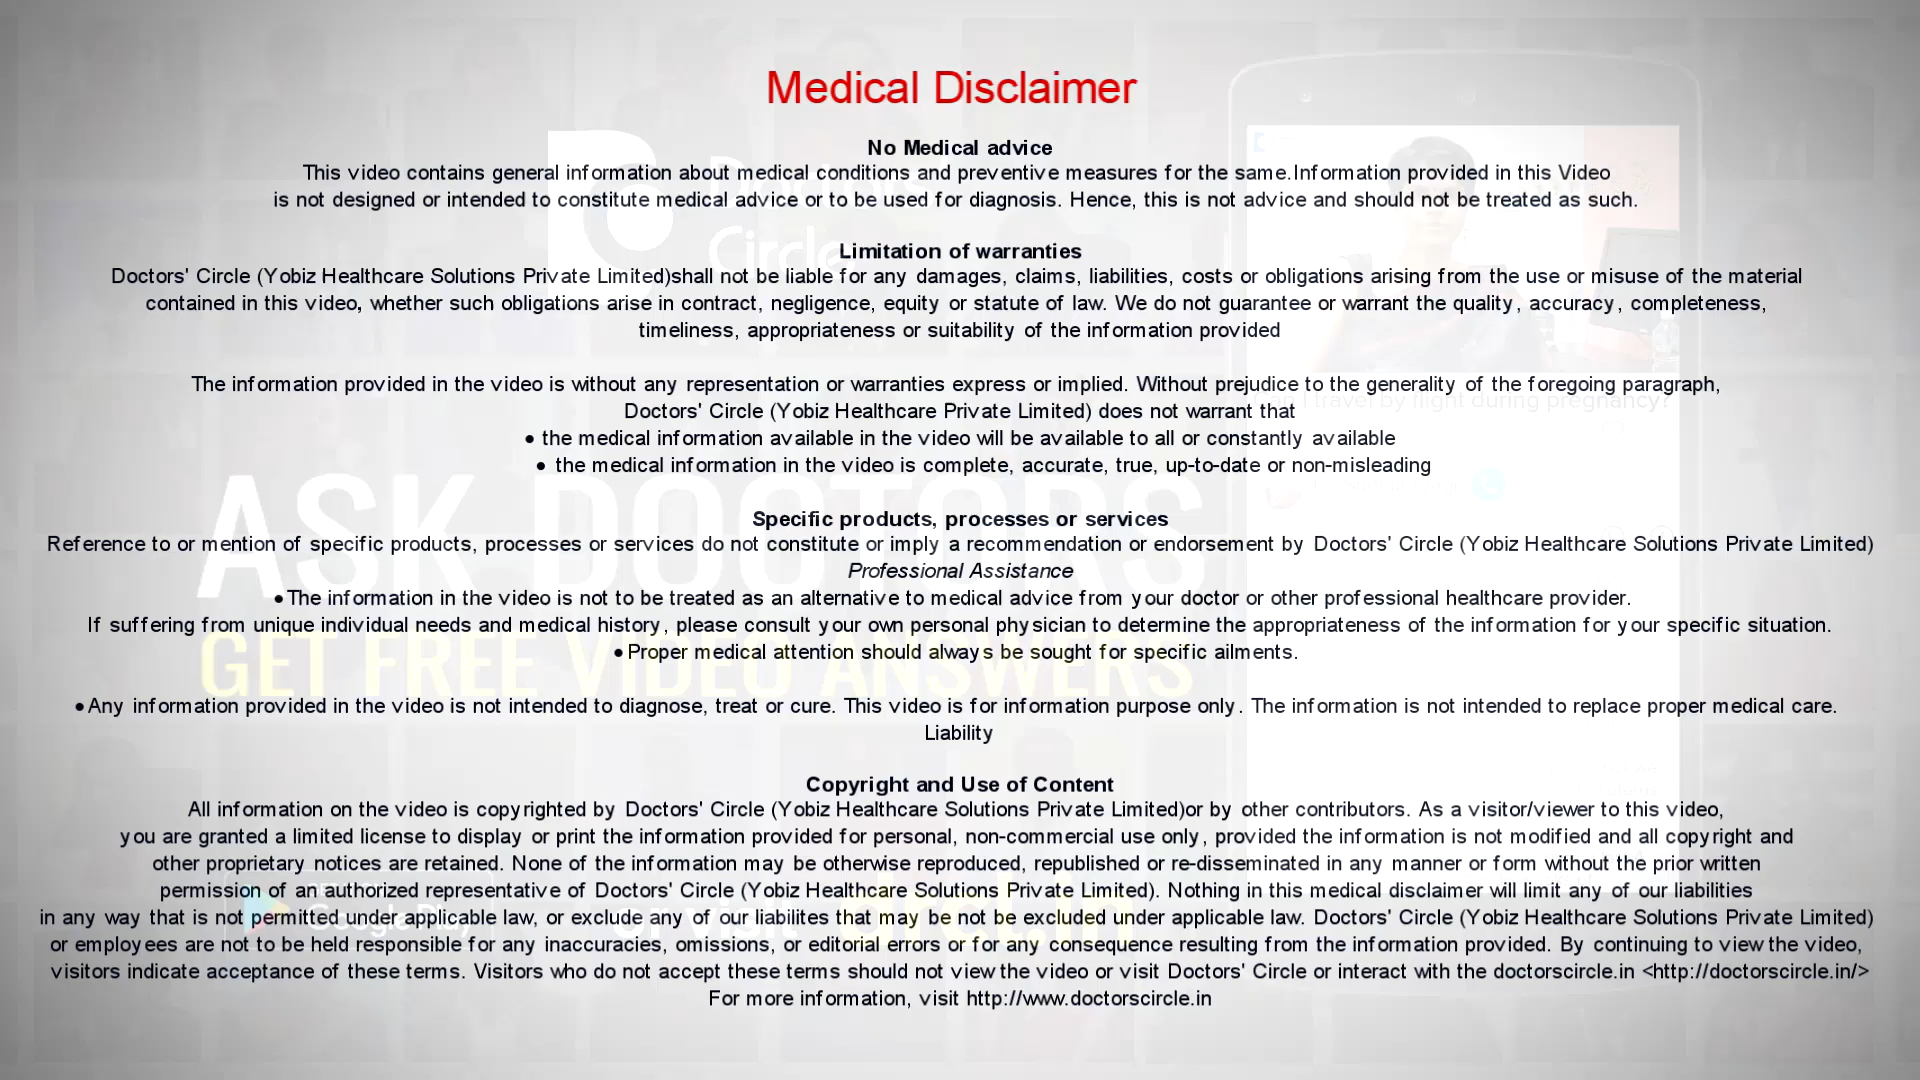 Medical Disclaimer
No Medical advice
This video contains general information about medical conditions and preventive measures for the same.Information provided in this Video
is not designed or intended to constitute medical advice or to be used for diagnosis. Hence, this is not advice and should not be treated as such.
Doctors
Circle
Limitation of warranties
Doctors' Circle (Yobiz Healthcare Solutions Private Limited)shall not be liable for any damages, claims, liabilities, costs or obligations arising from the use or misuse of the material
contained in this video, whether such obligations arise in contract, negligence, equity or statute of law. We do not guarantee or warrant the quality, accuracy, completeness,
timeliness, appropriateness or suitability of the information provided
The information provided in the video is without any representation or warranties express or implied. Without prejudice to the generality of the foregoing paragraph,
Can I travel by flight during pregnancy?
Doctors' Circle (Yobiz Healthcare Private Limited) does not warrant that
• the medical information available in the video will be available to all or constantly available
• the medical information in the video is complete, accurate, true, up-to-date or non-misleading
ASK DOCTORS
Specific products, processes or services
Reference to or mention of specific products, processes or services do not constitute or imply a recommendation or endorsement by Doctors' Circle (Yobiz Healthcare Solutions Private Limited)
Professional Assistance
•The information in the video is not to be treated as an alternative to medical advice from your doctor or other professional healthcare provider.
If suffering from unique individual needs and medical history, please consult your own personal physician to determine the appropriateness of the information for your specific situation.
GET FREE VIDEO ANSWERS
•Proper medical attention should always be sought for specific ailments.
•Any information provided in the video is not intended to diagnose, treat or cure. This video is for information purpose only. The information is not intended to replace proper medical care.
Liability
Copyright and Use of Content
All information on the video is copyrighted by Doctors' Circle (Yobiz Healthcare Solutions Private Limited)or by other contributors. As a visitor/viewer to this video,
you are granted a limited license to display or print the information provided for personal, non-commercial use only, provided the information is not modified and all copyright and
other proprietary notices are retained. None of the information may be otherwise reproduced, republished or re-disseminated in any manner or form without the prior written
permission of an authorized representative of Doctors' Circle (Yobiz Healthcare Solutions Private Limited). Nothing in this medical disclaimer will limit any of our liabilities
in any way that is not permitted under applicable law, or exclude any of our liabilites that may be not be excluded under applicable law. Doctors' Circle (Yobiz Healthcare Solutions Private Limited)
Google Play or visit drcl.in
or employees are not to be held responsible for any inaccuracies, omissions, or editorial errors or for any consequence resulting from the information provided. By continuing to view the video,
visitors indicate acceptance of these terms. Visitors who do not accept these terms should not view the video or visit Doctors' Circle or interact with the doctorscircle.in <http://doctorscircle.in/>
For more information, visit http://www.doctorscircle.in